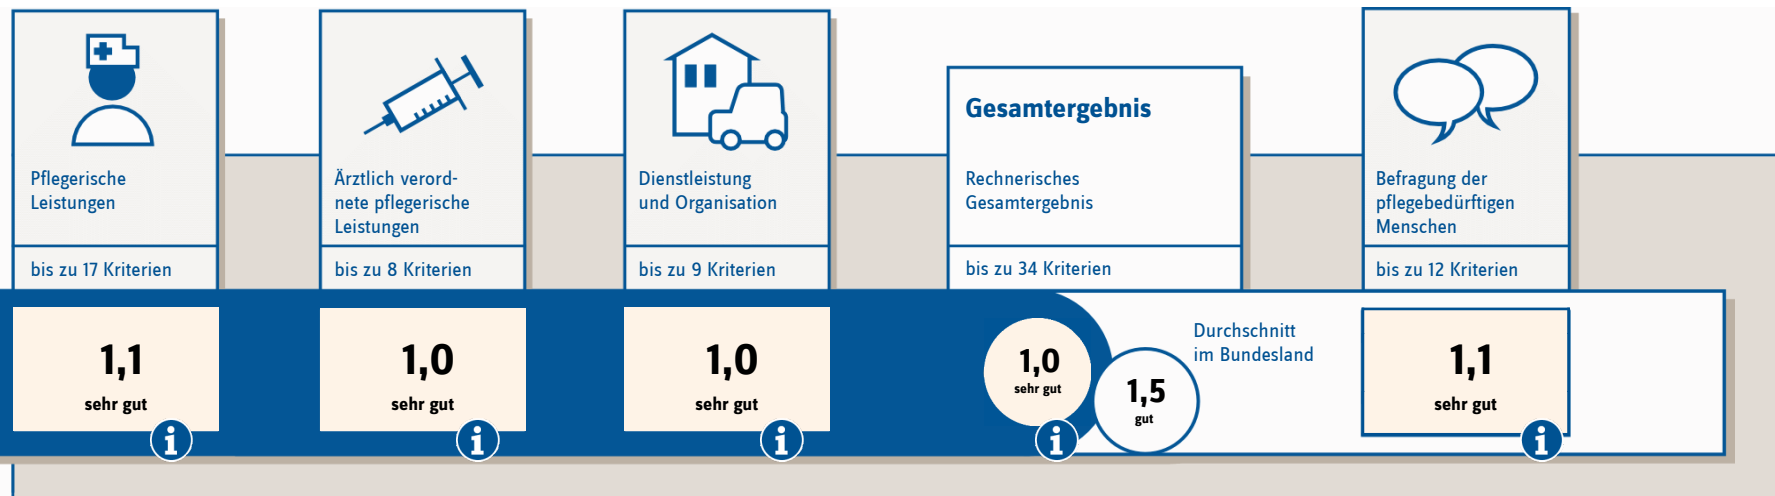 Pflegerische
Leistungen
bis zu 17 Kriterien
1,1
sehr gut
i
Ärztlich verord-
nete pflegerische
Leistungen
bis zu 8 Kriterien
1,0
sehr gut
i
Dienstleistung
und Organisation
bis zu 9 Kriterien
1,0
sehr gut
i
Gesamtergebnis
Rechnerisches
Gesamtergebnis
bis zu 34 Kriterien
1,0
sehr gut
i
1,5
gut
Durchschnitt
im Bundesland
Befragung der
pflegebedürftigen
Menschen
bis zu 12 Kriterien
1,1
sehr gut
i